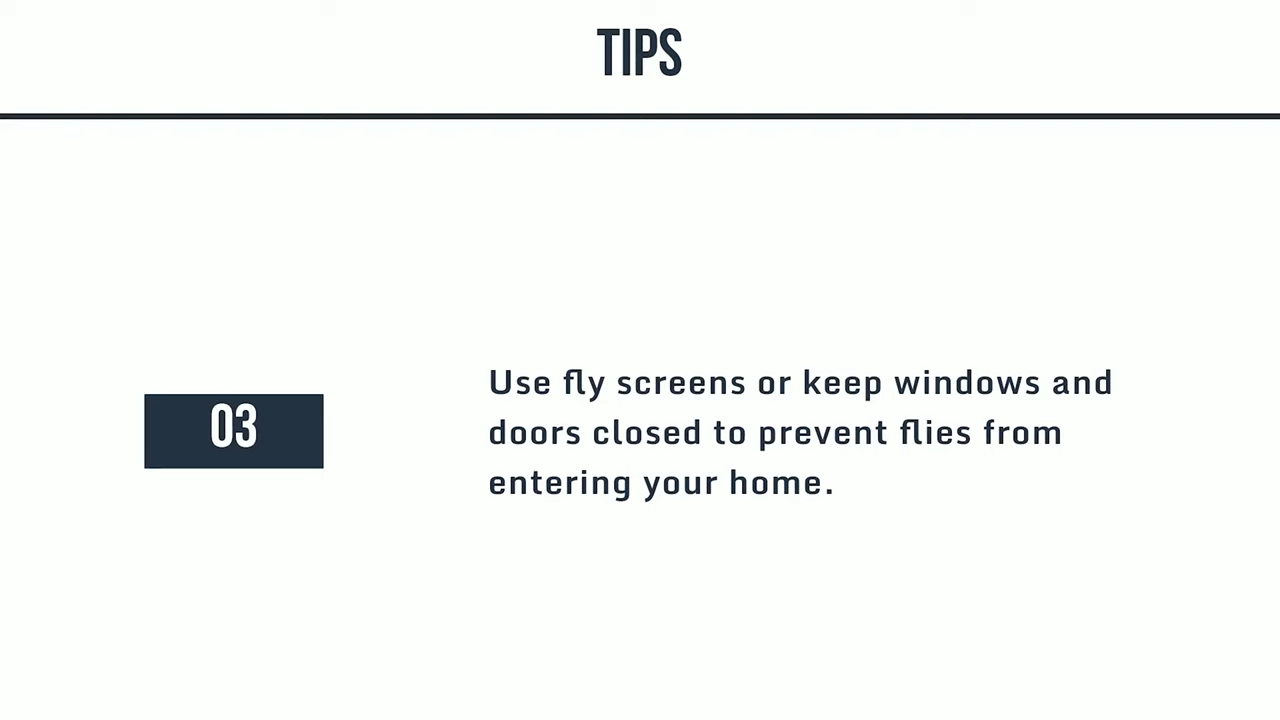 TIPS
03
Use fly screens or keep windows and
doors closed to prevent flies from
entering your home.